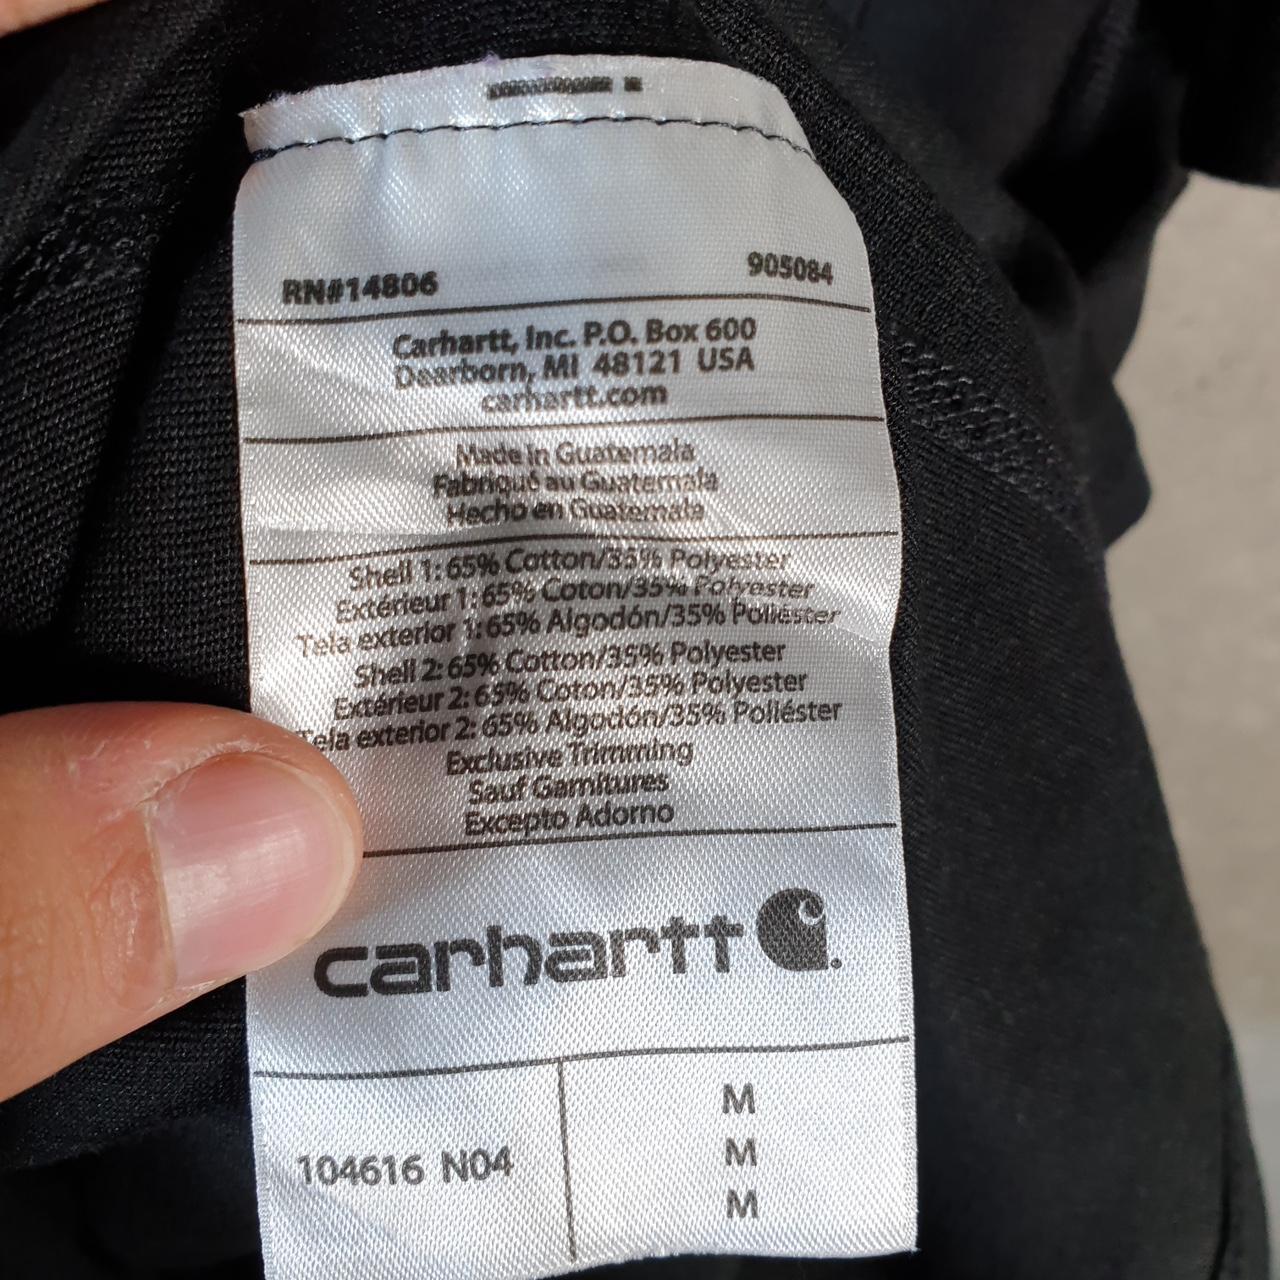 RN#14806 905084
Carhartt, Inc. P.O. Box 600
Dearborn, MI 48121 USA
carhartt.com
Made in Guatemala
Fabriqué au Guatemala
Hecho en Guatemala
Shell 1: 65% Cotton/35% Polyester
Extérieur 1: 65% Coton/35% Polyester
Tela exterior 1: 65% Algodón/35% Poliéster
Shell 2: 65% Cotton/35% Polyester
Extérieur 2: 65% Coton/35% Polyester
Tela exterior 2: 65% Algodón/35% Poliéster
Exclusive Trimming
Sauf Garnitures
Excepto Adorno
carhartt
104616 N04
M
M
M